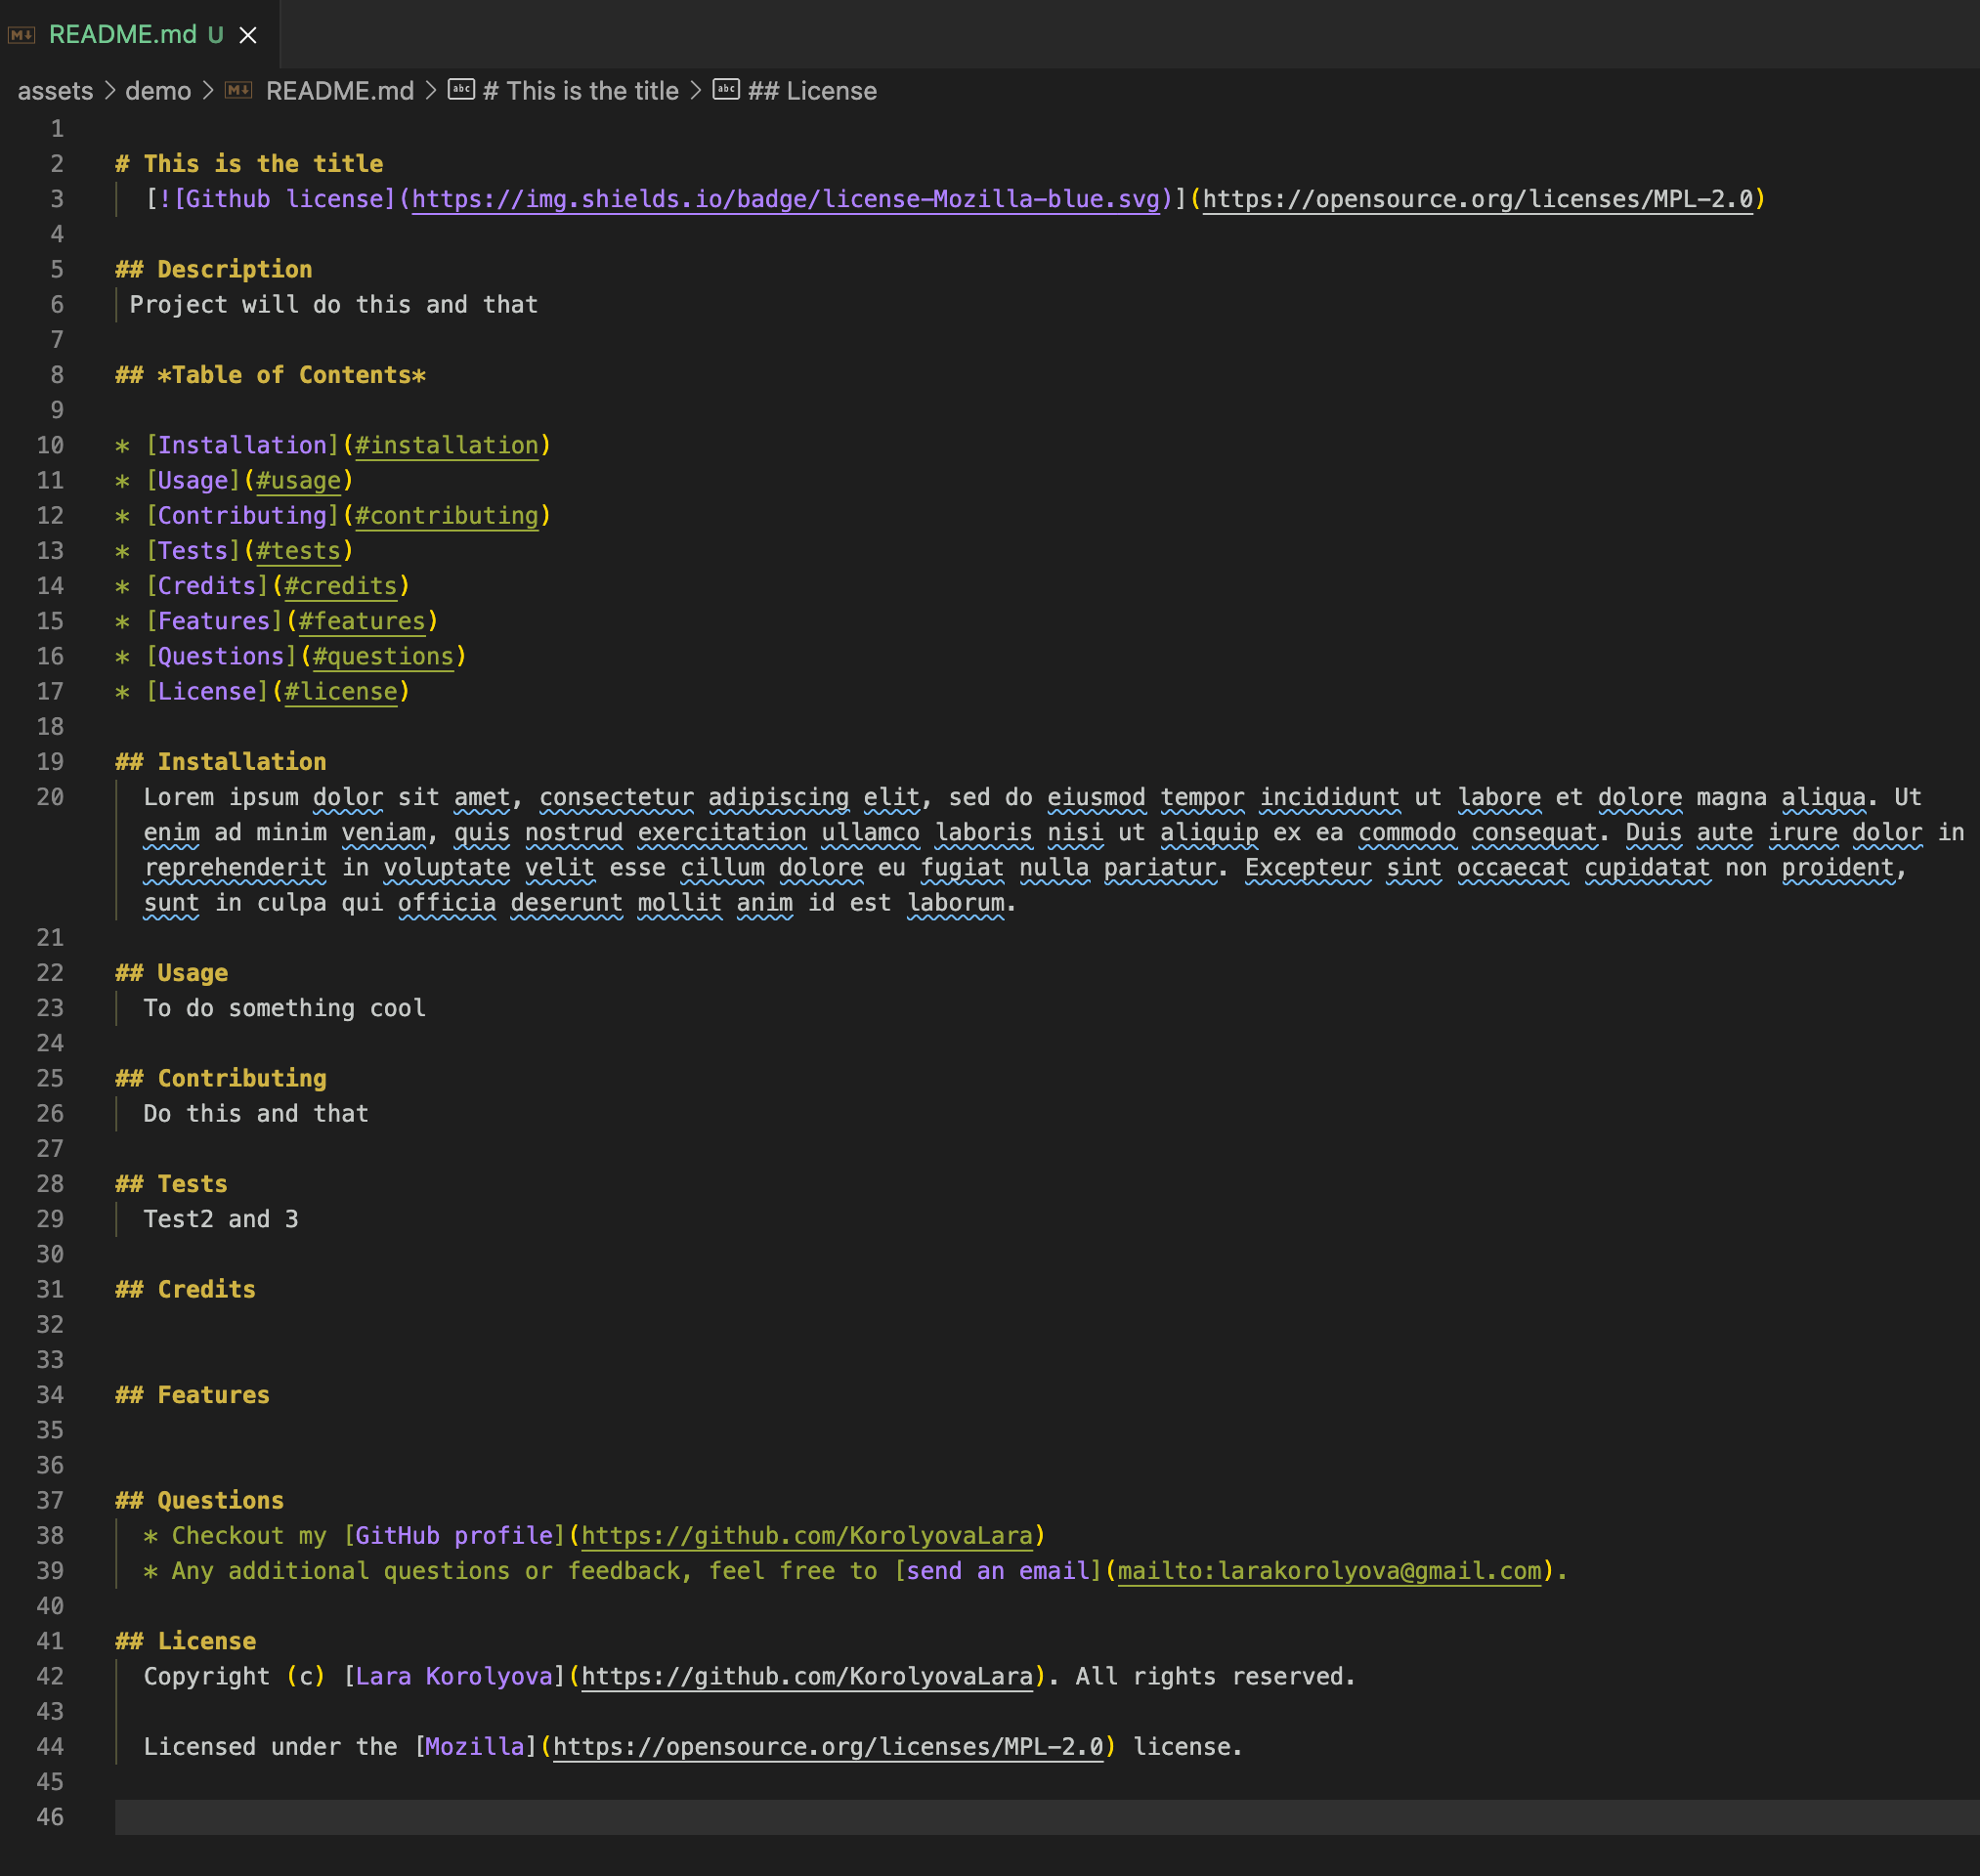 README.md U
assets > demo > README.md > # This is the title > ## License
1
2 # This is the title
3 [![Github license](https://img.shields.io/badge/license-Mozilla-blue.svg)](https://opensource.org/licenses/MPL-2.0)
4
5 ## Description
6 Project will do this and that
7
8 ## *Table of Contents*
9
10 * [Installation](#installation)
11 * [Usage](#usage)
12 * [Contributing](#contributing)
13 * [Tests](#tests)
14 * [Credits](#credits)
15 * [Features](#features)
16 * [Questions](#questions)
17 * [License](#license)
18
19 ## Installation
20 Lorem ipsum dolor sit amet, consectetur adipiscing elit, sed do eiusmod tempor incididunt ut labore et dolore magna aliqua. Ut
enim ad minim veniam, quis nostrud exercitation ullamco laboris nisi ut aliquip ex ea commodo consequat. Duis aute irure dolor in
reprehenderit in voluptate velit esse cillum dolore eu fugiat nulla pariatur. Excepteur sint occaecat cupidatat non proident,
sunt in culpa qui officia deserunt mollit anim id est laborum.
21
22 ## Usage
23 To do something cool
24
25 ## Contributing
26 Do this and that
27
28 ## Tests
29 Test2 and 3
30
31 ## Credits
32
33
34 ## Features
35
36
37 ## Questions
38 * Checkout my [GitHub profile](https://github.com/KorolyovaLara)
39 * Any additional questions or feedback, feel free to [send an email](mailto:larakorolyova@gmail.com).
40
41 ## License
42 Copyright (c) [Lara Korolyova](https://github.com/KorolyovaLara). All rights reserved.
43
44 Licensed under the [Mozilla](https://opensource.org/licenses/MPL-2.0) license.
45
46